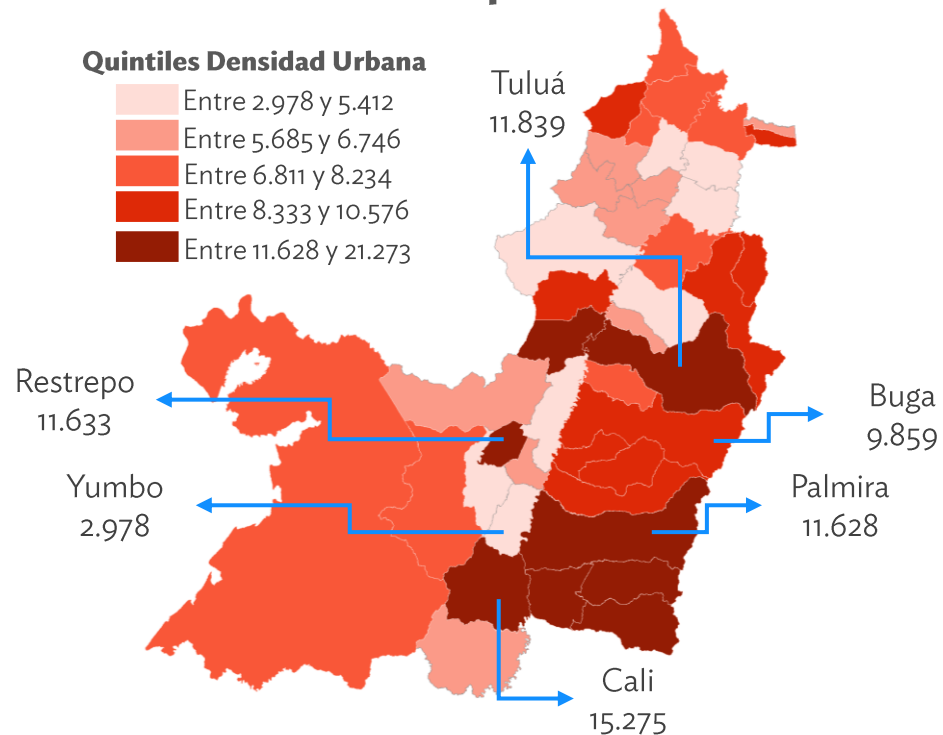 Quintiles Densidad Urbana
Entre 2.978 y 5.412
Entre 5.685 y 6.746
Entre 6.811 y 8.234
Entre 8.333 y 10.576
Entre 11.628 y 21.273
Tuluá
11.839
Restrepo
11.633
Buga
9.859
Yumbo
2.978
Palmira
11.628
Cali
15.275